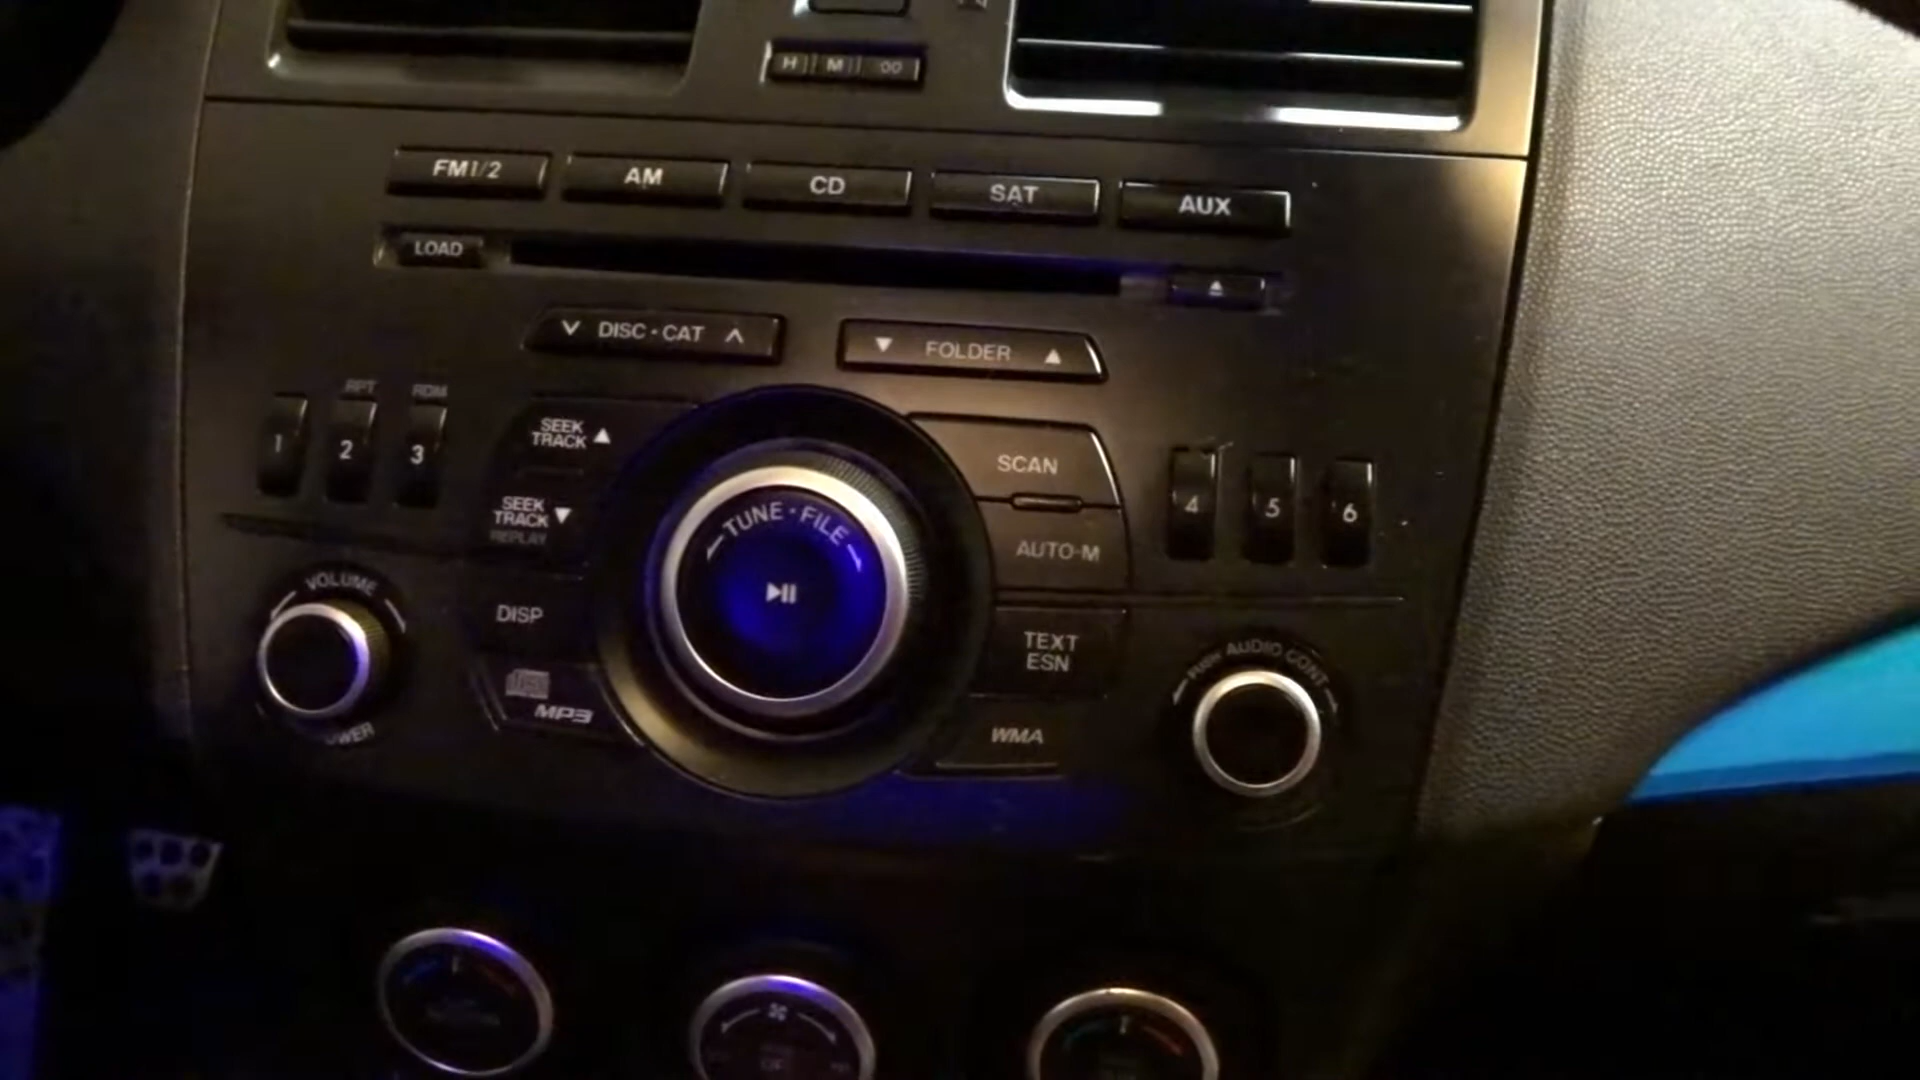 H M :00
FM1/2 AM CD SAT AUX
LOAD
DISC·CAT FOLDER
RPT RDM
1 2 3
SEEK
TRACK
SCAN
4 5 6
SEEK
TRACK
REPLAY
TUNE·FILE
AUTO-M
VOLUME
DISP
TEXT
ESN
AUDIO CONT
MP3
WMA